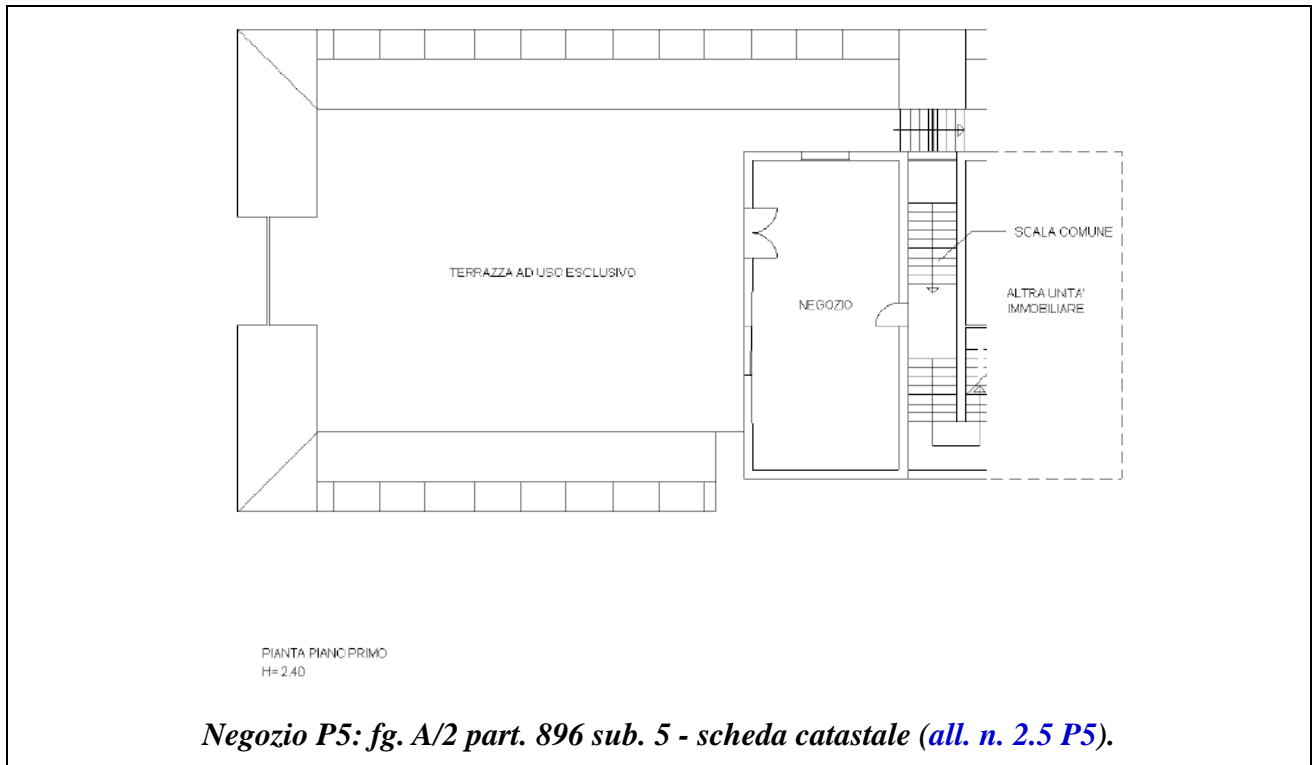 TERRAZZA AD USO ESCLUSIVO
NEGOZIO
SCALA COMUNE
ALTRA UNITA'
IMMOBILIARE
PIANTA PIANO PRIMO
H= 2.40
Negozio P5: fg. A/2 part. 896 sub. 5 - scheda catastale (all. n. 2.5 P5).